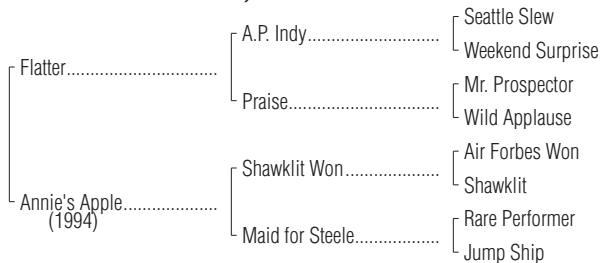 Seattle Slew
A.P. Indy
Weekend Surprise
Flatter
Mr. Prospector
Praise
Wild Applause
Air Forbes Won
Shawklit Won
Shawklit
Annie's Apple
(1994)
Rare Performer
Maid for Steele
Jump Ship